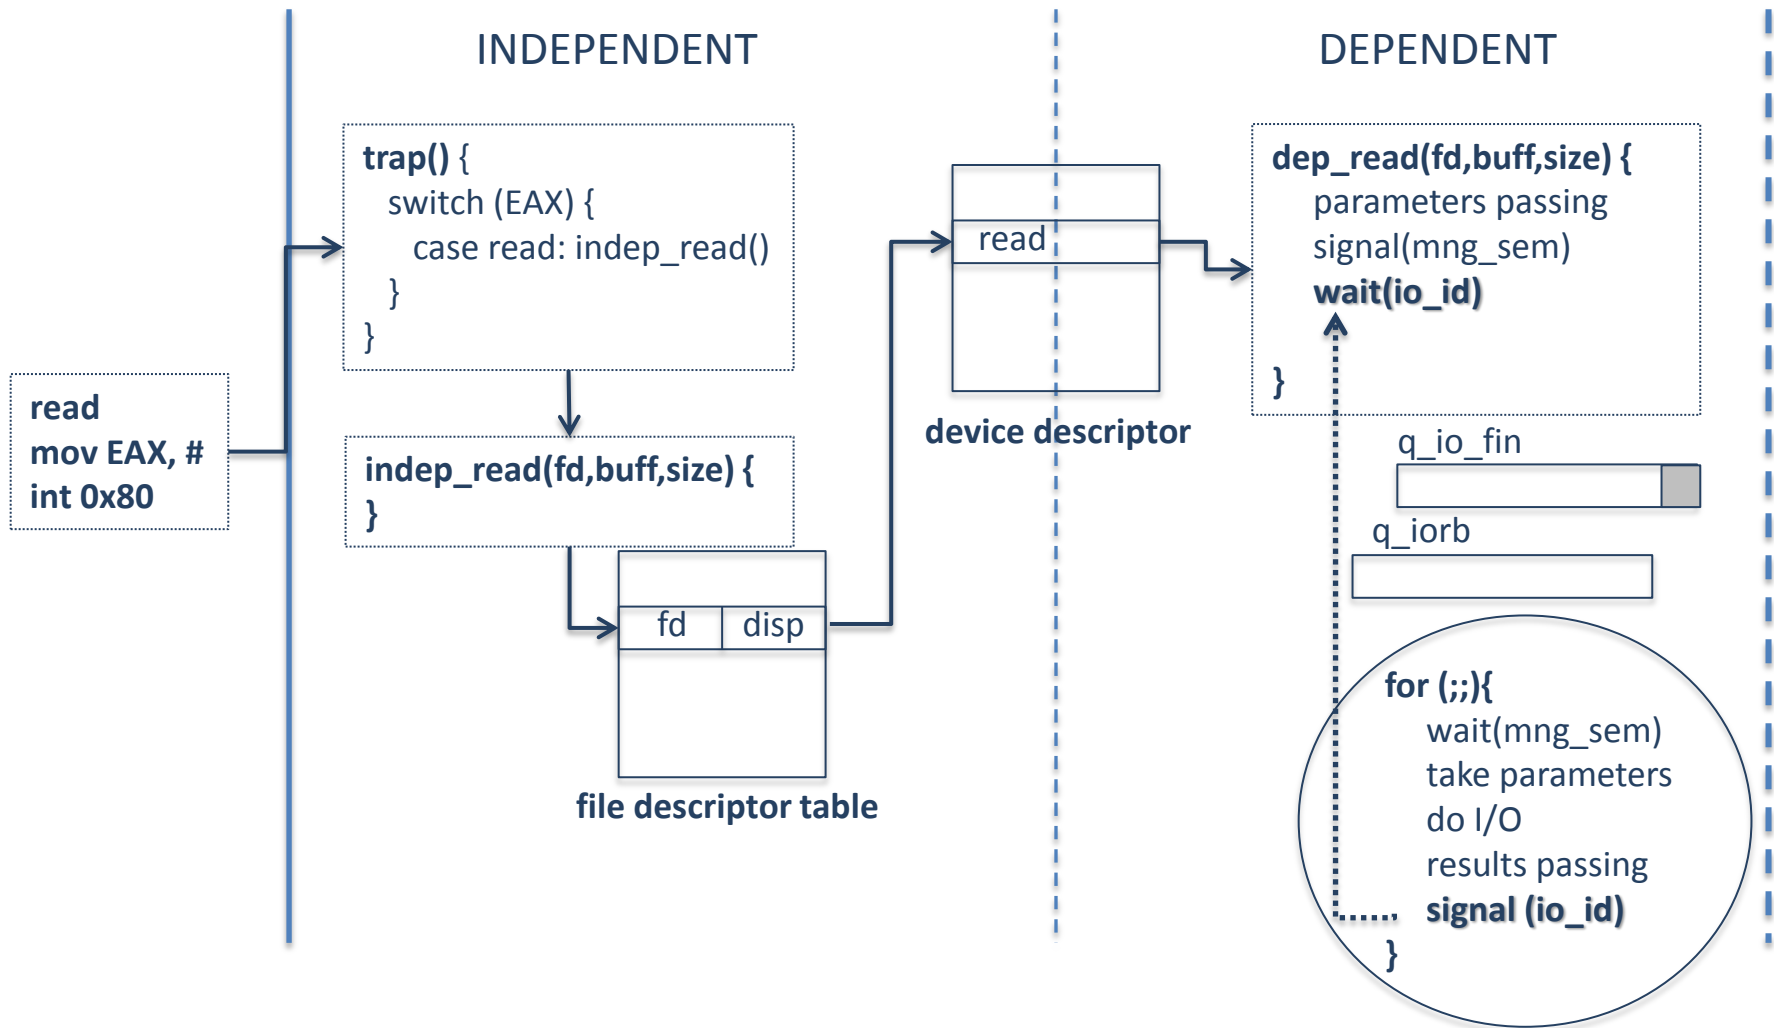 INDEPENDENT
DEPENDENT
read
mov EAX, #
int 0x80
trap() {
switch (EAX) {
case read: indep_read()
}
}
indep_read(fd,buff,size) {
}
fd
disp
file descriptor table
read
device descriptor
dep_read(fd,buff,size) {
parameters passing
signal(mng_sem)
wait(io_id)
}
q_io_fin
q_iorb
for (;;){
wait(mng_sem)
take parameters
do I/O
results passing
signal (io_id)
}